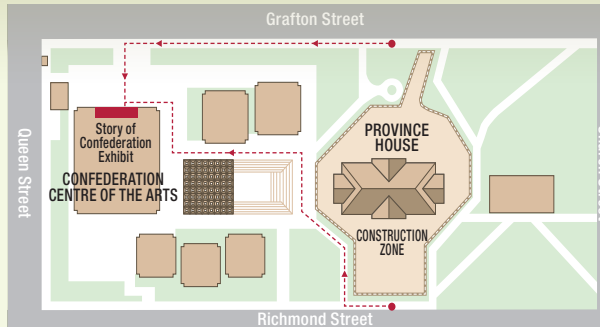 Grafton Street
Queen Street
Story of
Confederation
Exhibit
CONFEDERATION
CENTRE OF THE ARTS
PROVINCE
HOUSE
CONSTRUCTION
ZONE
Richmond Street